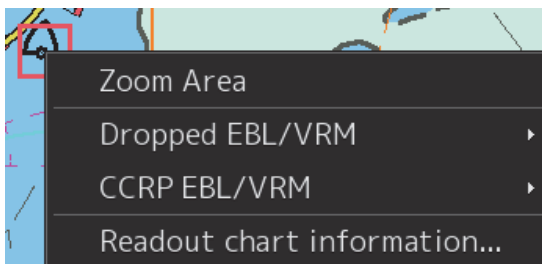 Zoom Area
Dropped EBL/VRM
CCRP EBL/VRM
Readout chart information...